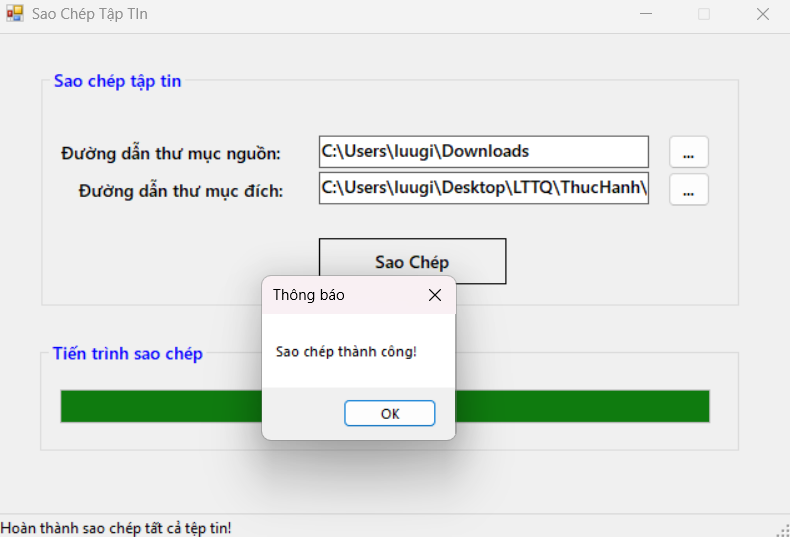 Sao Chép Tập TIn
Sao chép tập tin
Đường dẫn thư mục nguồn:
C:\Users\luugi\Downloads
...
Đường dẫn thư mục đích:
C:\Users\luugi\Desktop\LTTQ\ThucHanh\
...
Sao Chép
Thông báo
Sao chép thành công!
OK
Tiến trình sao chép
Hoàn thành sao chép tất cả tệp tin!